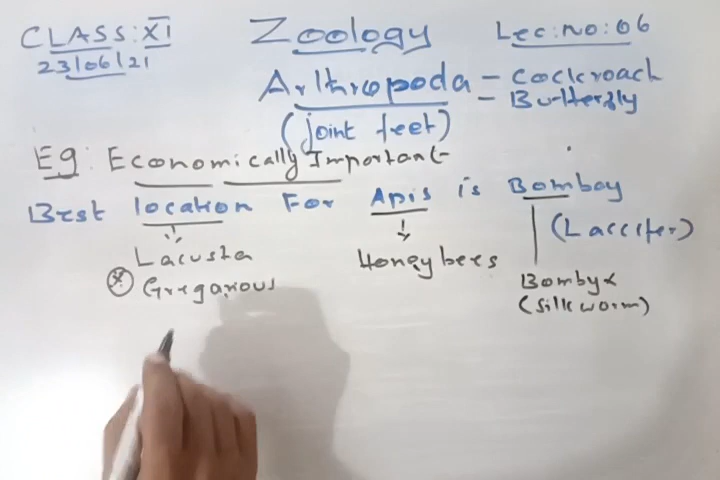 CLASS: XI Zoology Lec: No: 06
23/06/21
Arthropoda - cockroach
- Butterfly
(joint feet)
Eg: Economically Important
Best location For Apis is Bombay
(Laccifer)
Lacusta Honeybees
Bombyx
* Gregarious
(silkworm)